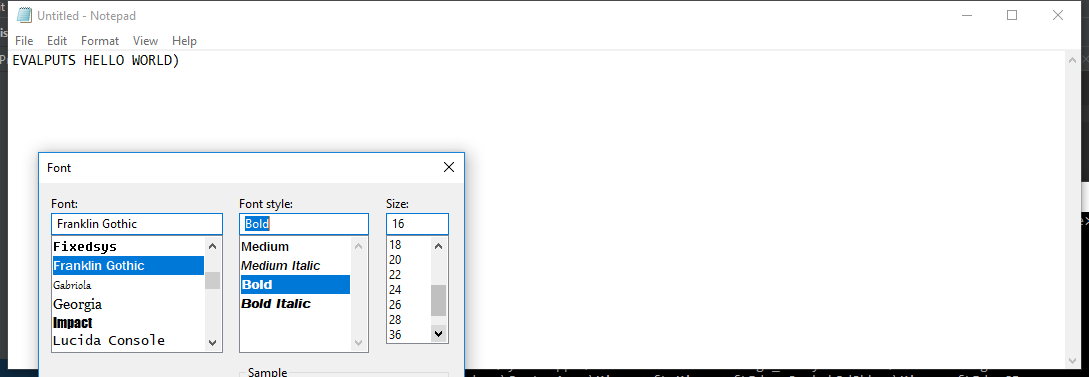 Untitled - Notepad
File Edit Format View Help
EVALPUTS HELLO WORLD)
Font
Font: Font style: Size:
Franklin Gothic Bold 16
Fixedsys Medium 18
Franklin Gothic Medium Italic 20
Gabriola Bold 22
Georgia Bold Italic 24
Impact 26
Lucida Console 28
36
Sample